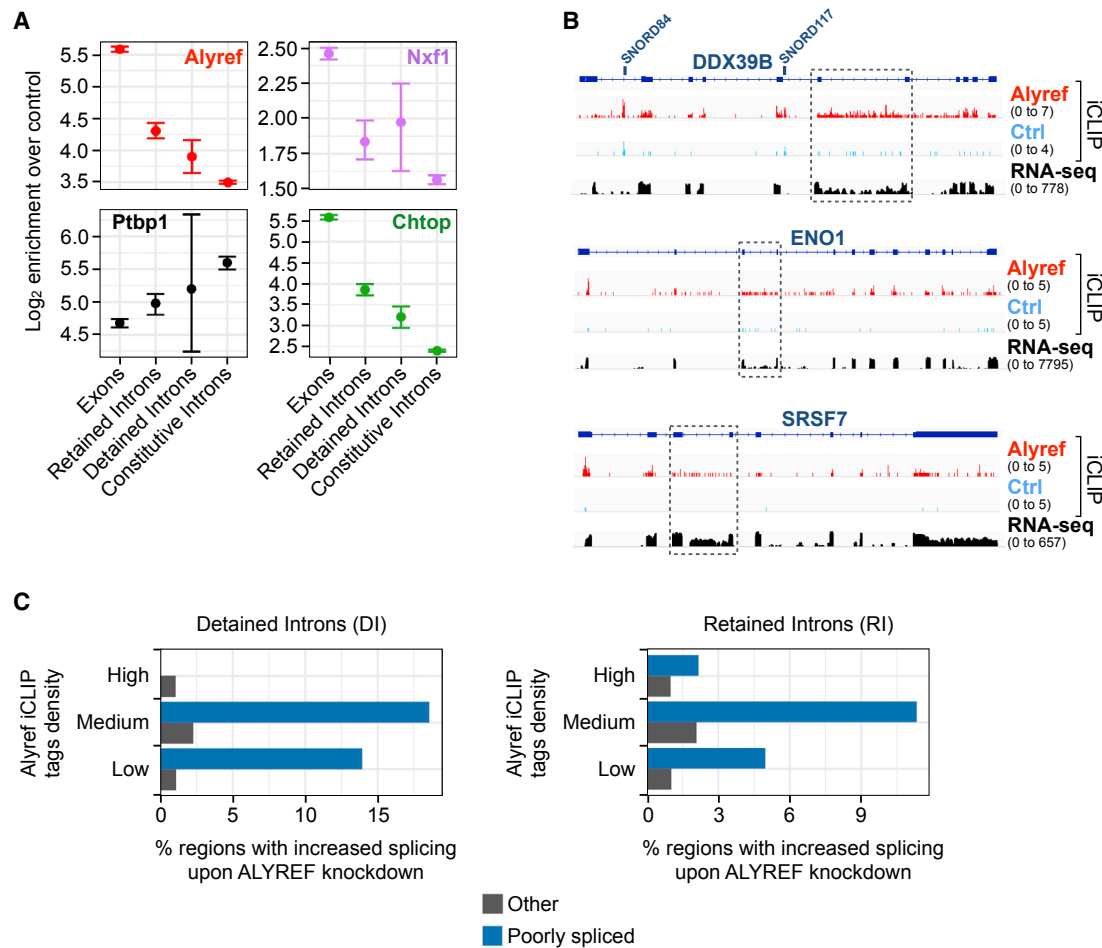 A
Log2 enrichment over control
5.5
5.0
4.5
4.0
3.5
Alyref
2.50
2.25
2.00
1.75
1.50
Nxf1
6.0
5.5
5.0
4.5
Ptbp1
5.5
5.0
4.5
4.0
3.5
3.0
2.5
Chtop
Exons
Retained Introns
Detained Introns
Constitutive Introns
Exons
Retained Introns
Detained Introns
Constitutive Introns
B
SNORD84
SNORD117
DDX39B
Alyref
(0 to 7)
Ctrl
(0 to 4)
iCLIP
RNA-seq
(0 to 778)
ENO1
Alyref
(0 to 5)
Ctrl
(0 to 5)
iCLIP
RNA-seq
(0 to 7795)
SRSF7
Alyref
(0 to 5)
Ctrl
(0 to 5)
iCLIP
RNA-seq
(0 to 657)
C
Detained Introns (DI)
Alyref iCLIP
tags density
High
Medium
Low
0 5 10 15
% regions with increased splicing
upon ALYREF knockdown
Retained Introns (RI)
Alyref iCLIP
tags density
High
Medium
Low
0 3 6 9
% regions with increased splicing
upon ALYREF knockdown
Other
Poorly spliced